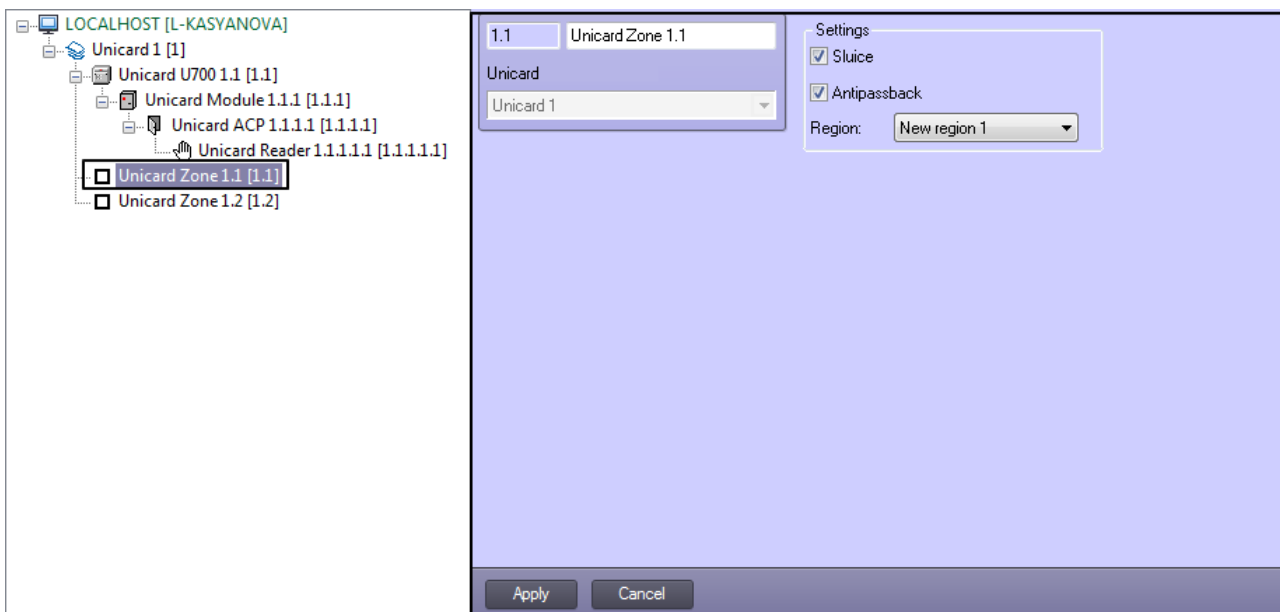 LOCALHOST [L-KASYANOVA]
Unicard 1 [1]
Unicard U700 1.1 [1.1]
Unicard Module 1.1.1 [1.1.1]
Unicard ACP 1.1.1.1 [1.1.1.1]
Unicard Reader 1.1.1.1.1 [1.1.1.1.1]
Unicard Zone 1.1 [1.1]
Unicard Zone 1.2 [1.2]
1.1 Unicard Zone 1.1
Unicard
Unicard 1
Settings
Sluice
Antipassback
Region: New region 1
Apply Cancel